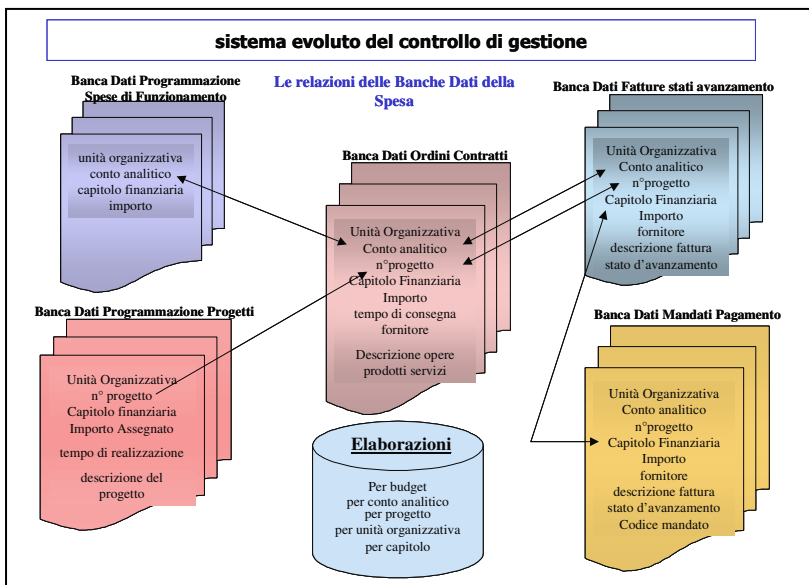 sistema evoluto del controllo di gestione
Banca Dati Programmazione
Spese di Funzionamento
unità organizzativa
conto analitico
capitolo finanziaria
importo
Le relazioni delle Banche Dati della
Spesa
Banca Dati Fatture stati avanzamento
Unità Organizzativa
Conto analitico
n°progetto
Capitolo Finanziaria
Importo
fornitore
descrizione fattura
stato d'avanzamento
Banca Dati Ordini Contratti
Unità Organizzativa
Conto analitico
n°progetto
Capitolo Finanziaria
Importo
tempo di consegna
fornitore
Descrizione opere
prodotti servizi
Banca Dati Programmazione Progetti
Unità Organizzativa
n° progetto
Capitolo finanziaria
Importo Assegnato
tempo di realizzazione
descrizione del
progetto
Banca Dati Mandati Pagamento
Unità Organizzativa
Conto analitico
n°progetto
Capitolo Finanziaria
Importo
fornitore
descrizione fattura
stato d'avanzamento
Codice mandato
Elaborazioni
Per budget
per conto analitico
per progetto
per unità organizzativa
per capitolo